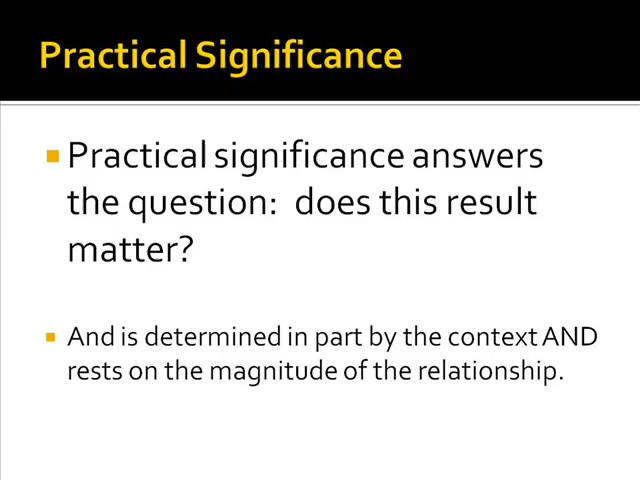 Practical Significance
Practical significance answers
the question:  does this result
matter?
And is determined in part by the context AND
rests on the magnitude of the relationship.